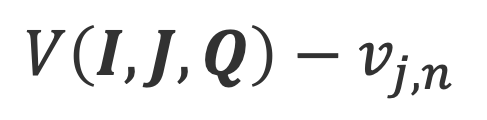 V(I, J, Q) − v_{j,n}